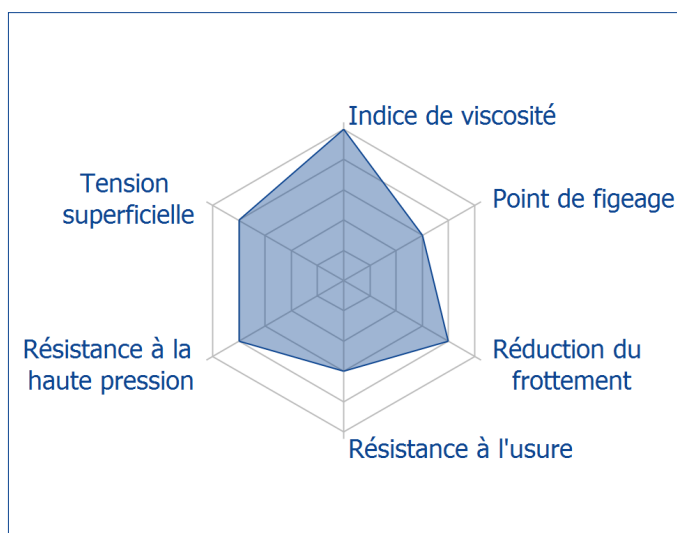 Indice de viscosité
Tension
superficielle
Point de figeage
Résistance à la
haute pression
Réduction du
frottement
Résistance à l'usure